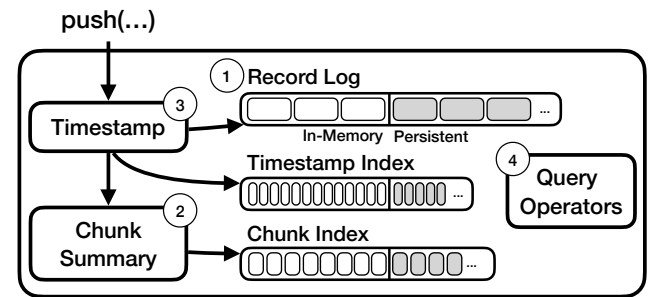 push(…)
1
Record Log
3
Timestamp
...
In-Memory Persistent
Timestamp Index
4
Query
Operators
...
2
Chunk
Summary
Chunk Index
...